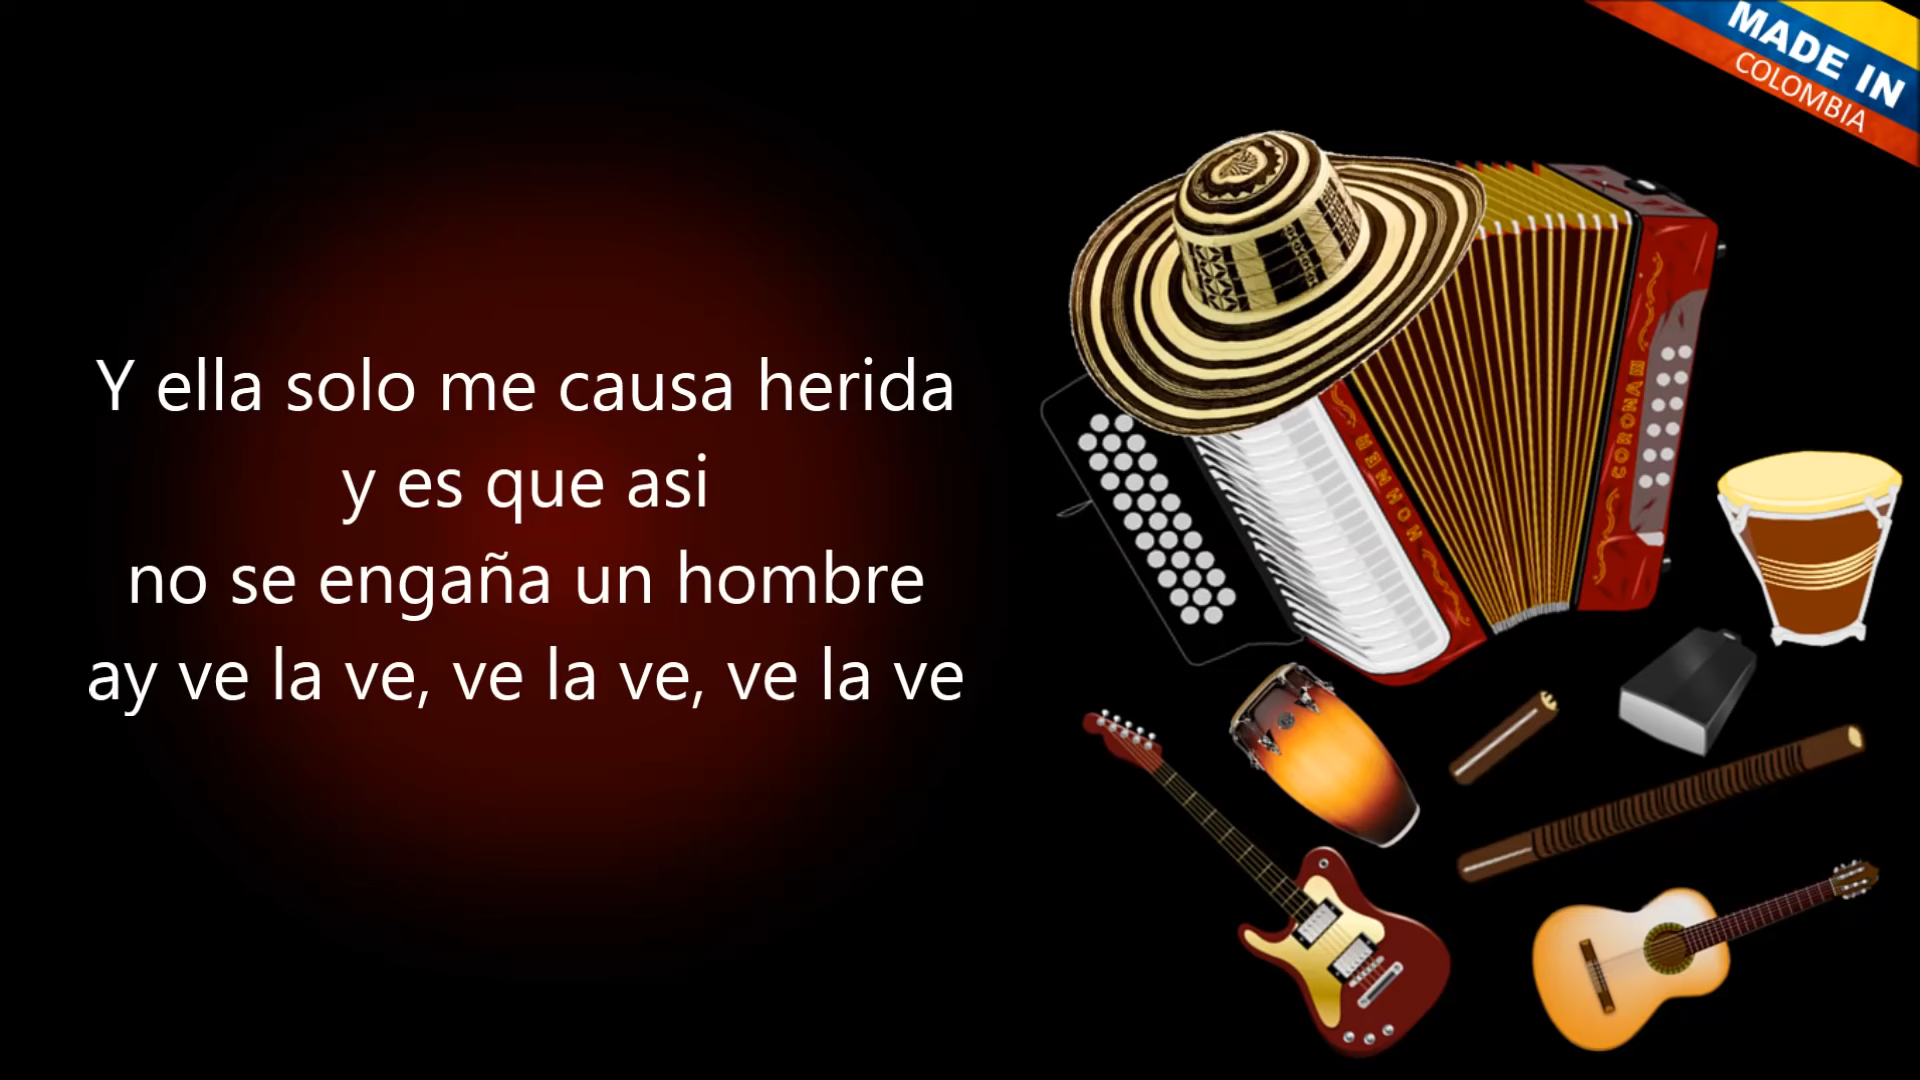 MADE IN
COLOMBIA
Y ella solo me causa herida
y es que asi
no se engaña un hombre
ay ve la ve, ve la ve, ve la ve
HOHNER
CORONA III